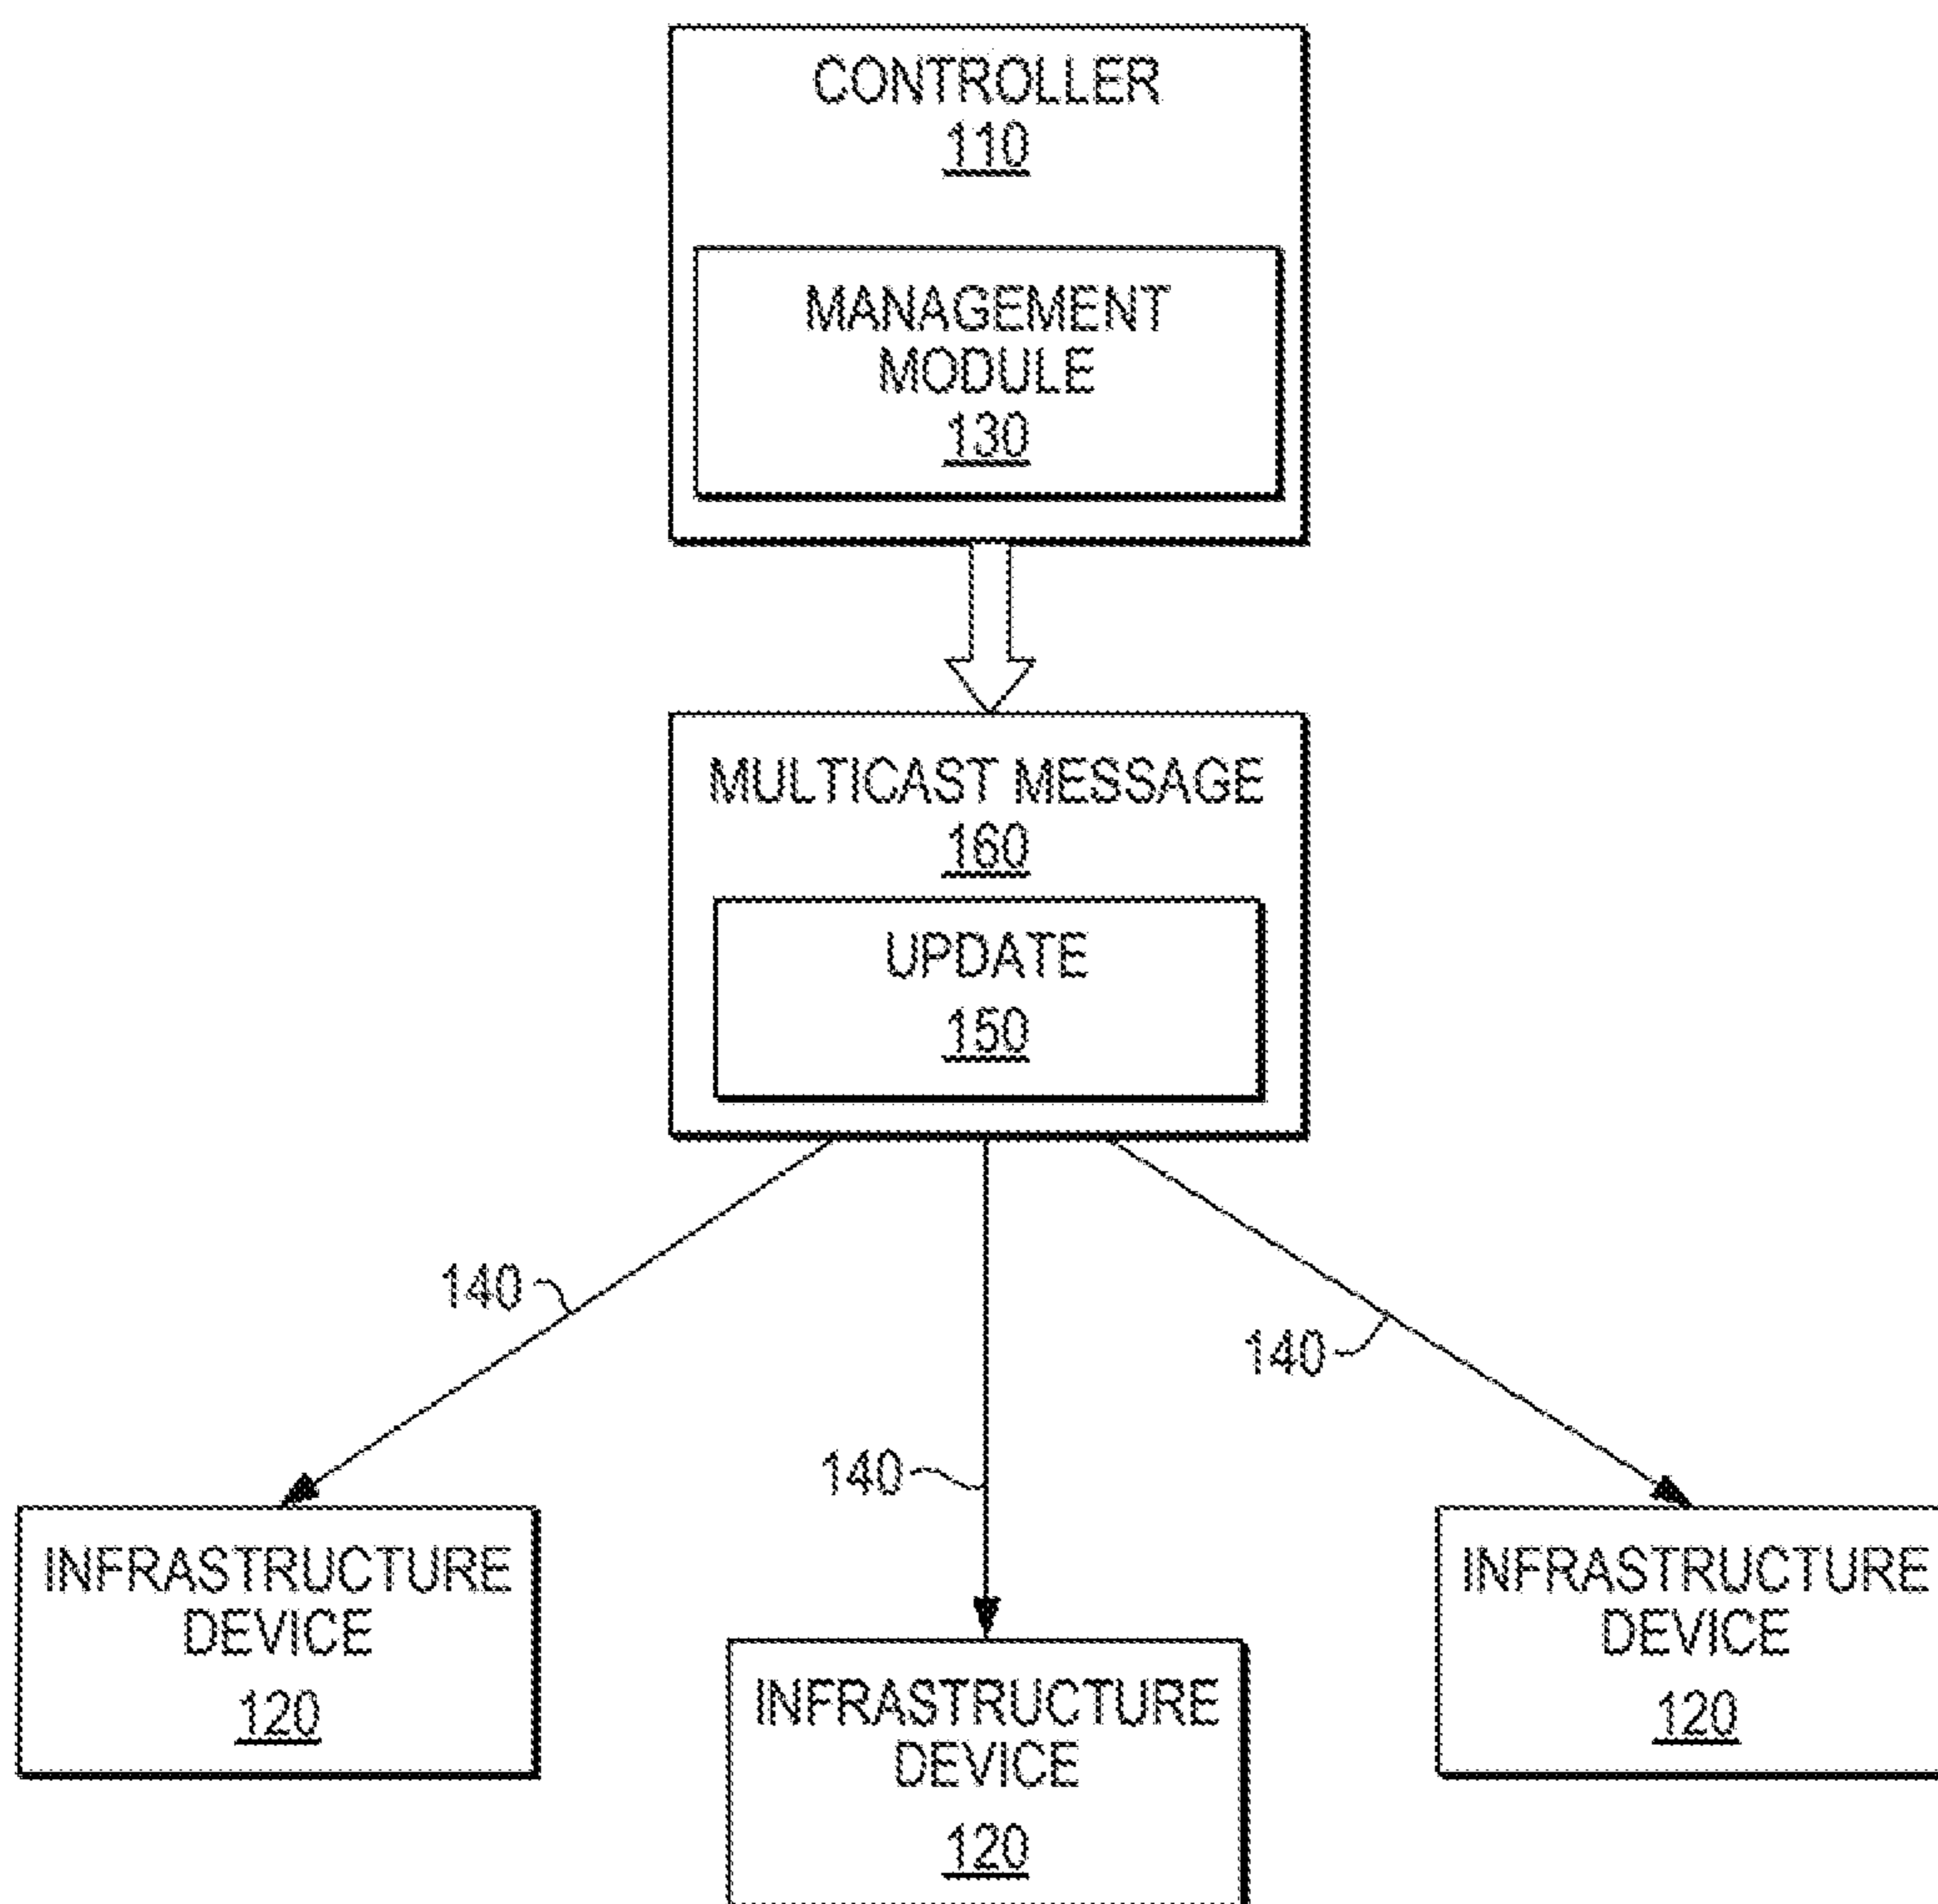 CONTROLLER
110
MANAGEMENT
MODULE
130
MULTICAST MESSAGE
160
UPDATE
150
140
140
140
INFRASTRUCTURE
DEVICE
120
INFRASTRUCTURE
DEVICE
120
INFRASTRUCTURE
DEVICE
120